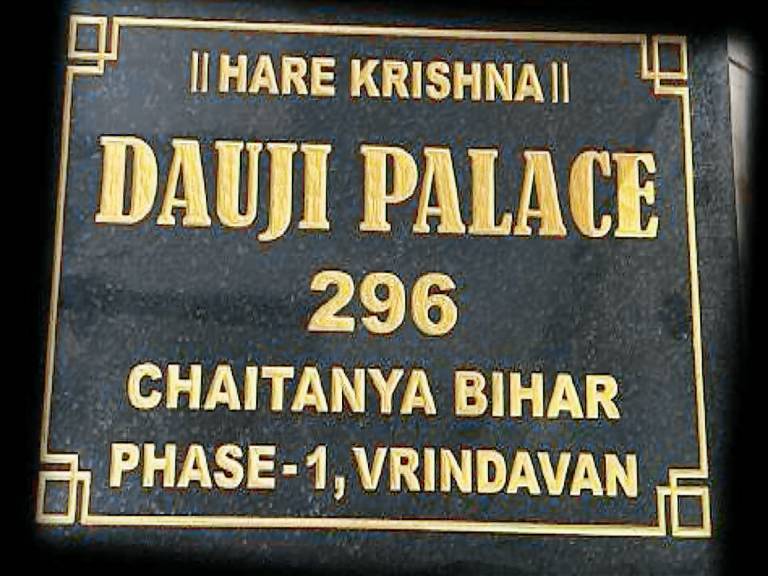 ||HARE KRISHNA||
DAUJI PALACE
296
CHAITANYA BIHAR
PHASE-1, VRINDAVAN